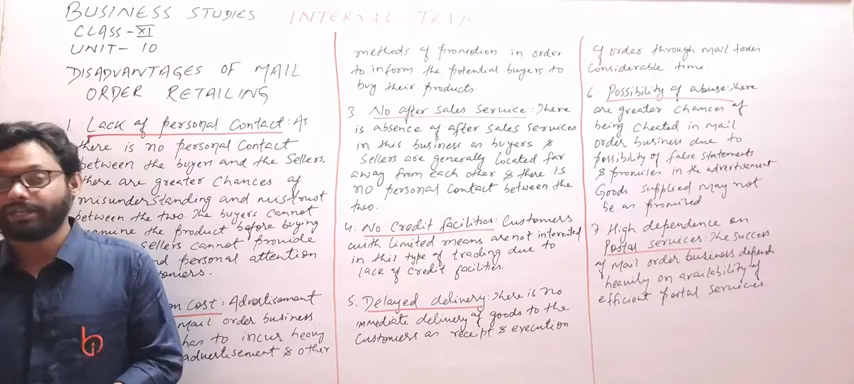 BUSINESS STUDIES
INTERNAL TRA
CLASS-XI
UNIT-10
DISADVANTAGES OF MAIL
ORDER RETAILING
1. Lack of personal Contact: As
there is no personal Contact
between the buyers and the Sellers,
there are greater Chances of
misunderstanding and mistrust
between the two. The buyers cannot
the product before buying
sellers cannot provide
personal attention
on Cost: Advertisement
mail order business
has to incur heavy
advertisement & other
methods of promotion in order
to inform the potential buyers to
buy their products.
3. No after sales service: There
is absence of after sales services
in this business as buyers &
Sellers are generally located far
away from each other & there is
no personal contact between the
two.
4. No Credit facilities: Customers
with limited means are not interested
in this type of trading due to
lack of credit facilities.
5. Delayed delivery: There is no
immediate delivery of goods to the
Customers as receipt & execution
of order through mail takes
Considerable time.
6. Possibility of abuse: There
are greater chances of
being cheated in mail
order business due to
possibility of false statements
& promises in the advertisement
Goods supplied may not
be as promised
7. High dependence on
Postal services: The success
of Mail order business depends
heavily on availability of
efficient postal services.